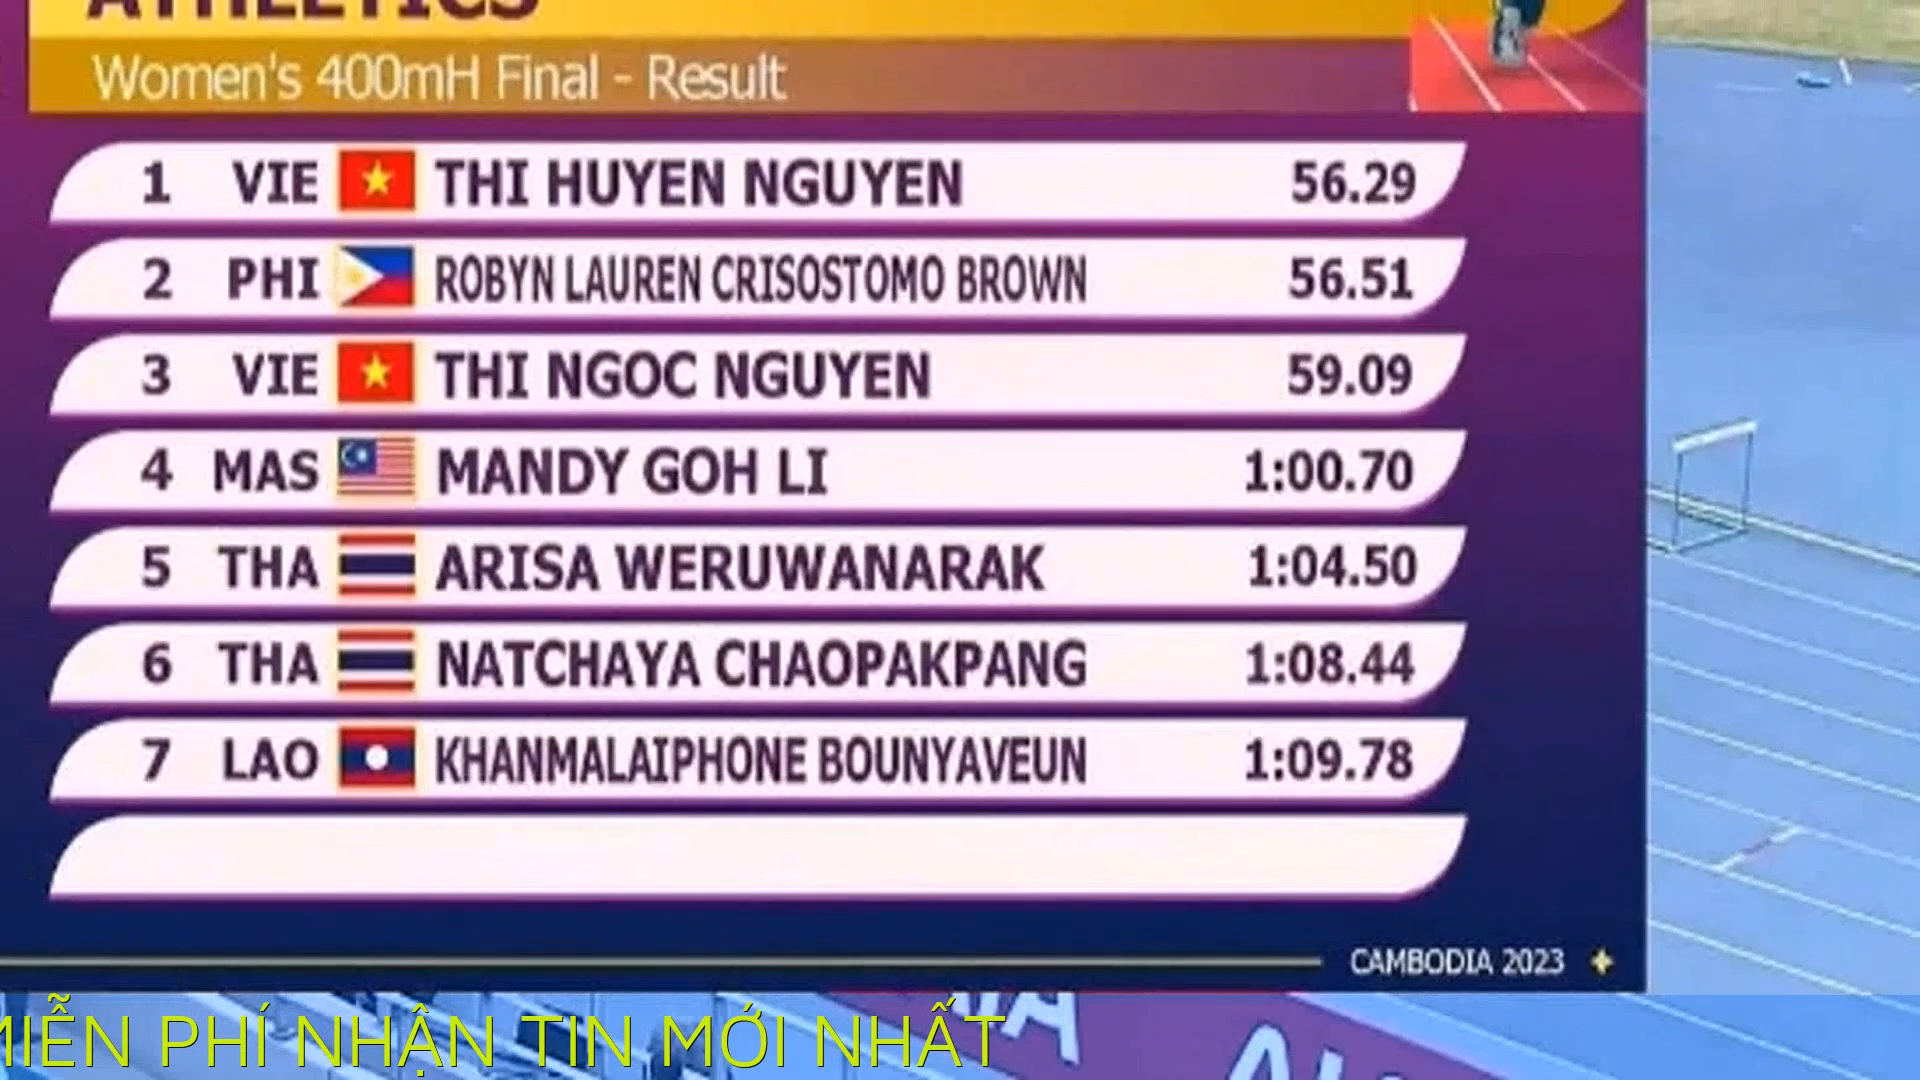 ATHLETICS
Women's 400mH Final - Result
1 VIE THI HUYEN NGUYEN 56.29
2 PHI ROBYN LAUREN CRISOSTOMO BROWN 56.51
3 VIE THI NGOC NGUYEN 59.09
4 MAS MANDY GOH LI 1:00.70
5 THA ARISA WERUWANARAK 1:04.50
6 THA NATCHAYA CHAOPAKPANG 1:08.44
7 LAO KHANMALAIPHONE BOUNYAVEUN 1:09.78
CAMBODIA 2023
MIỄN PHÍ NHẬN TIN MỚI NHẤT